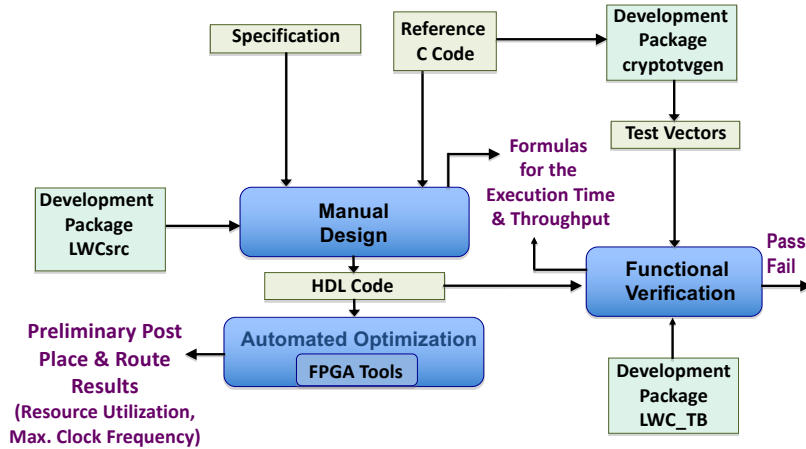 Specification
Reference
C Code
Development
Package
cryptotvgen
Test Vectors
Formulas
for the
Execution Time
& Throughput
Development
Package
LWCsrc
Manual
Design
HDL Code
Functional
Verification
Pass
Fail
Automated Optimization
FPGA Tools
Preliminary Post
Place & Route
Results
(Resource Utilization,
Max. Clock Frequency)
Development
Package
LWC_TB